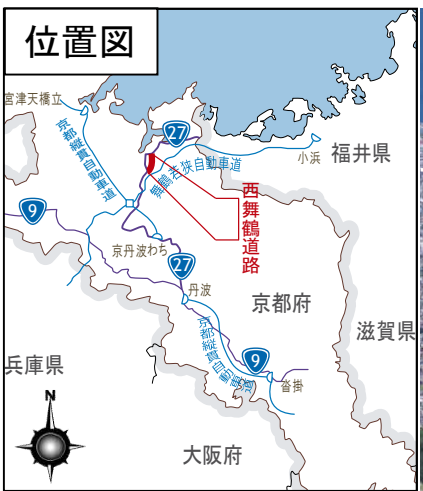 位置図
宮津天橋立
27
京都縦貫自動車道
舞鶴若狭自動車道
小浜
福井県
西舞鶴道路
9
京丹波わち
27
丹波
京都府
滋賀県
兵庫県
京都縦貫自動車道
9
沓掛
N
大阪府